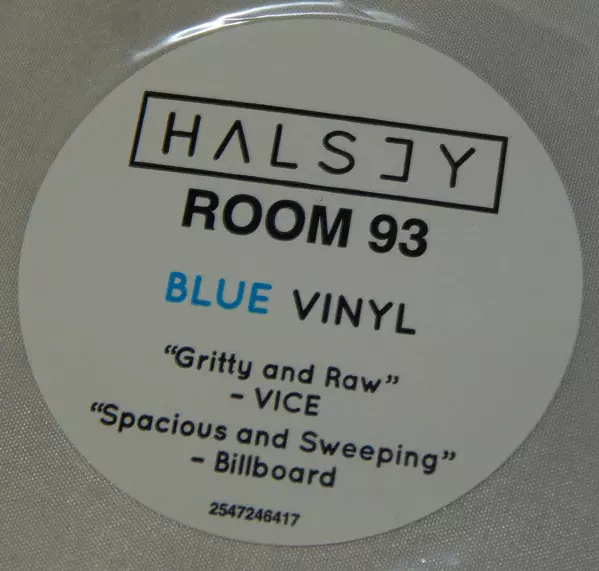 HALSEY
ROOM 93
BLUE VINYL
“Gritty and Raw”
- VICE
“Spacious and Sweeping”
- Billboard
2547246417